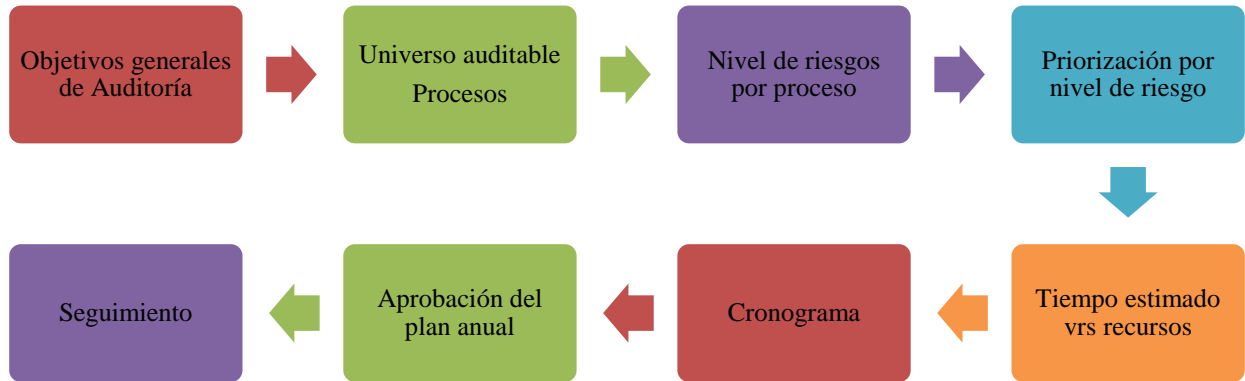 Objetivos generales
de Auditoría
Universo auditable
Procesos
Nivel de riesgos
por proceso
Priorización por
nivel de riesgo
Tiempo estimado
vrs recursos
Cronograma
Aprobación del
plan anual
Seguimiento